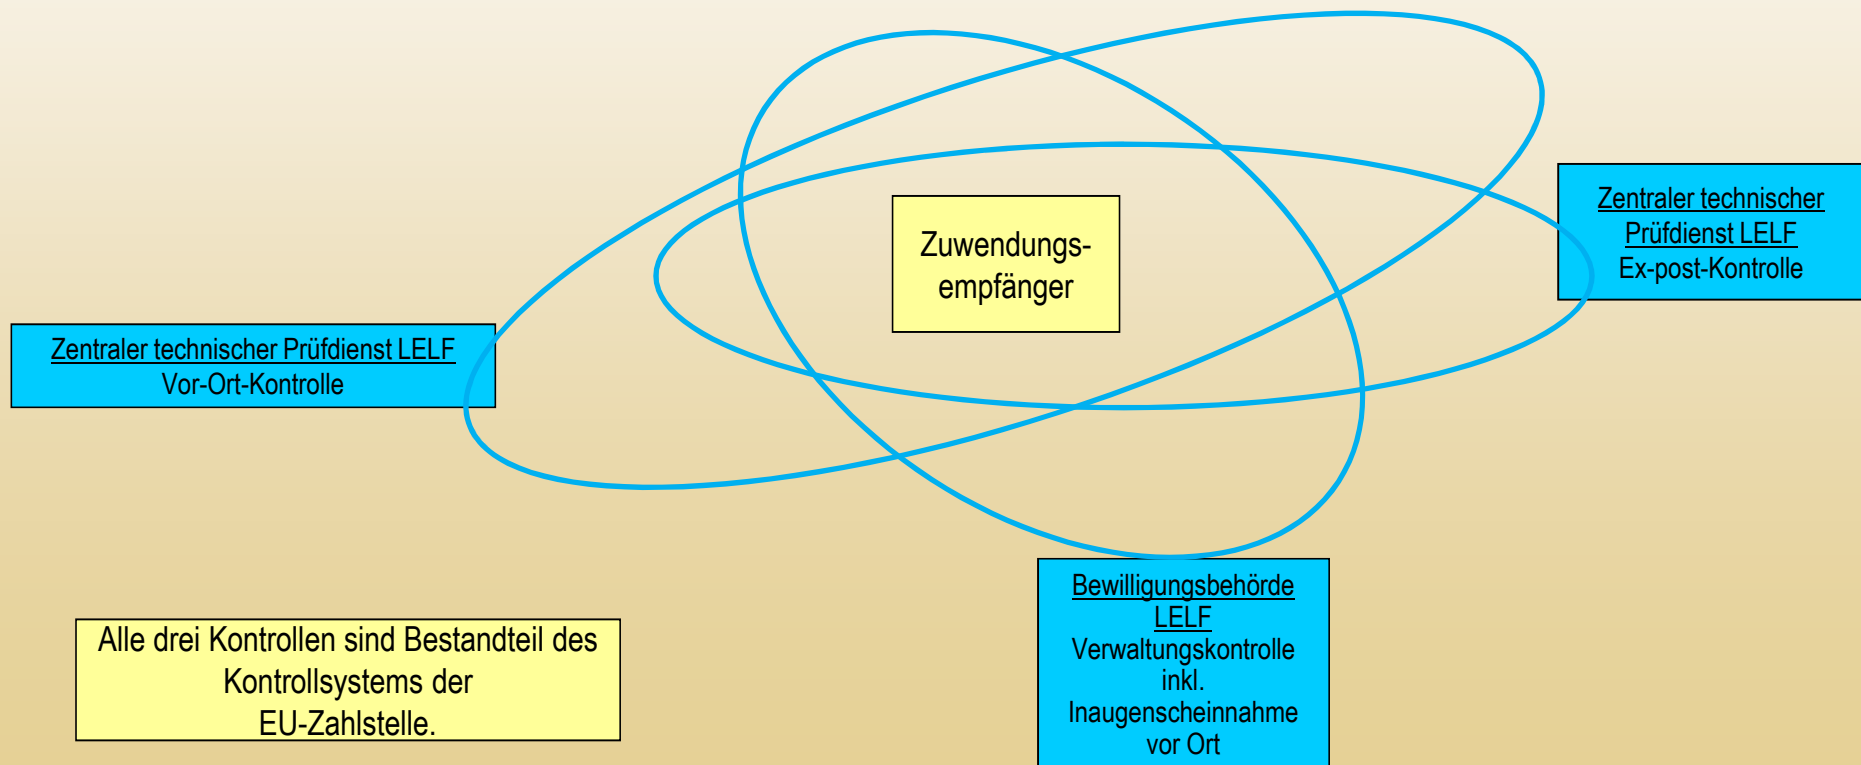 Zuwendungs-
empfänger
Zentraler technischer
Prüfdienst LELF
Ex-post-Kontrolle
Zentraler technischer Prüfdienst LELF
Vor-Ort-Kontrolle
Bewilligungsbehörde
LELF
Verwaltungskontrolle
inkl.
Inaugenscheinnahme
vor Ort
Alle drei Kontrollen sind Bestandteil des
Kontrollsystems der
EU-Zahlstelle.